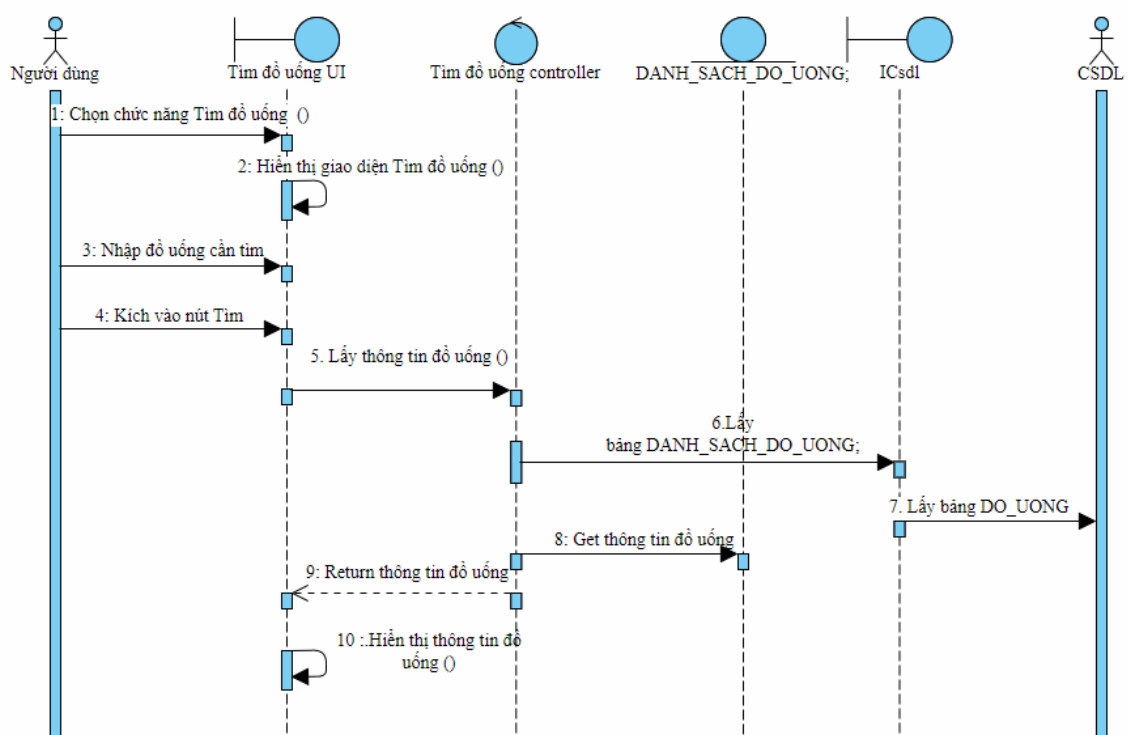 Người dùng
Tìm đồ uống UI
Tìm đồ uống controller
DANH_SACH_DO_UONG;
ICsdl
CSDL
1: Chọn chức năng Tìm đồ uống ()
2: Hiển thị giao diện Tìm đồ uống ()
3: Nhập đồ uống cần tìm
4: Kích vào nút Tìm
5. Lấy thông tin đồ uống ()
6.Lấy
bảng DANH_SACH_DO_UONG;
7. Lấy bảng DO_UONG
8: Get thông tin đồ uống
9: Return thông tin đồ uống
10 :.Hiển thị thông tin đồ
uống ()